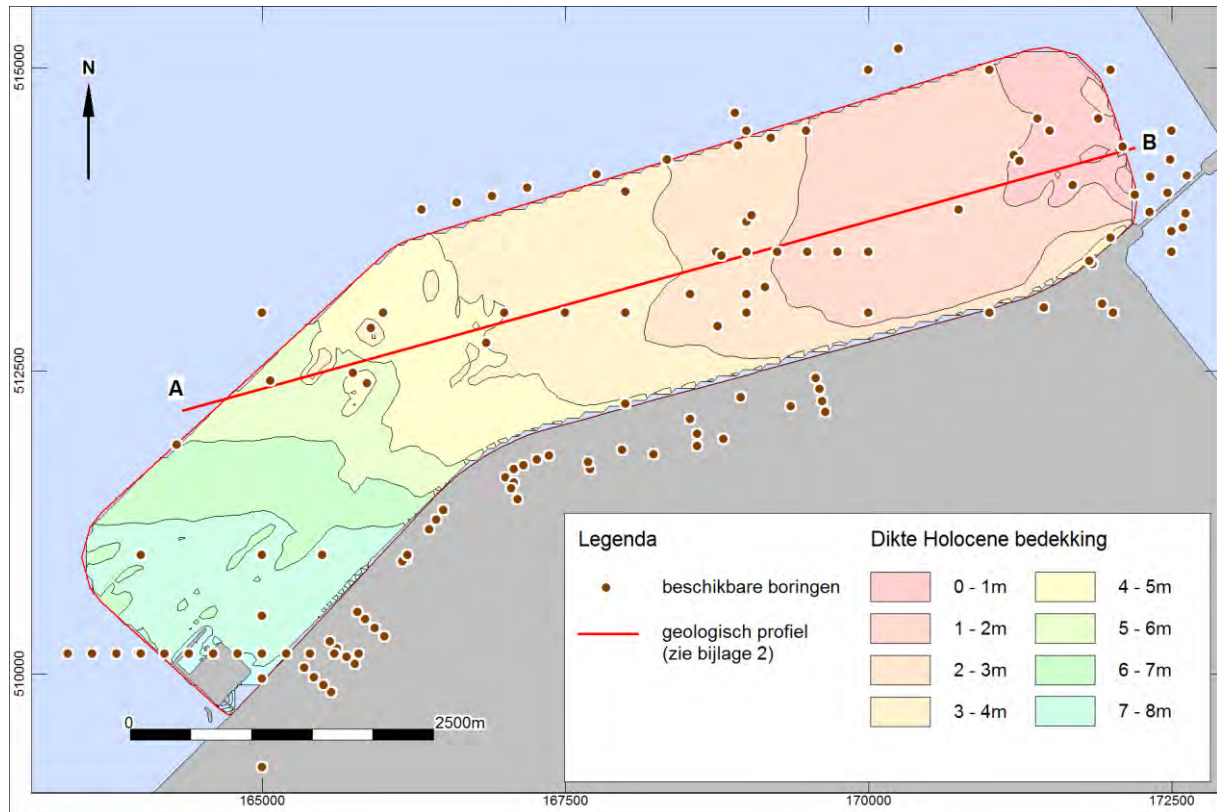 N
515000
512500
510000
A
B
0
2500m
165000
167500
170000
172500
Legenda
beschikbare boringen
geologisch profiel
(zie bijlage 2)
Dikte Holocene bedekking
0 - 1m
1 - 2m
2 - 3m
3 - 4m
4 - 5m
5 - 6m
6 - 7m
7 - 8m